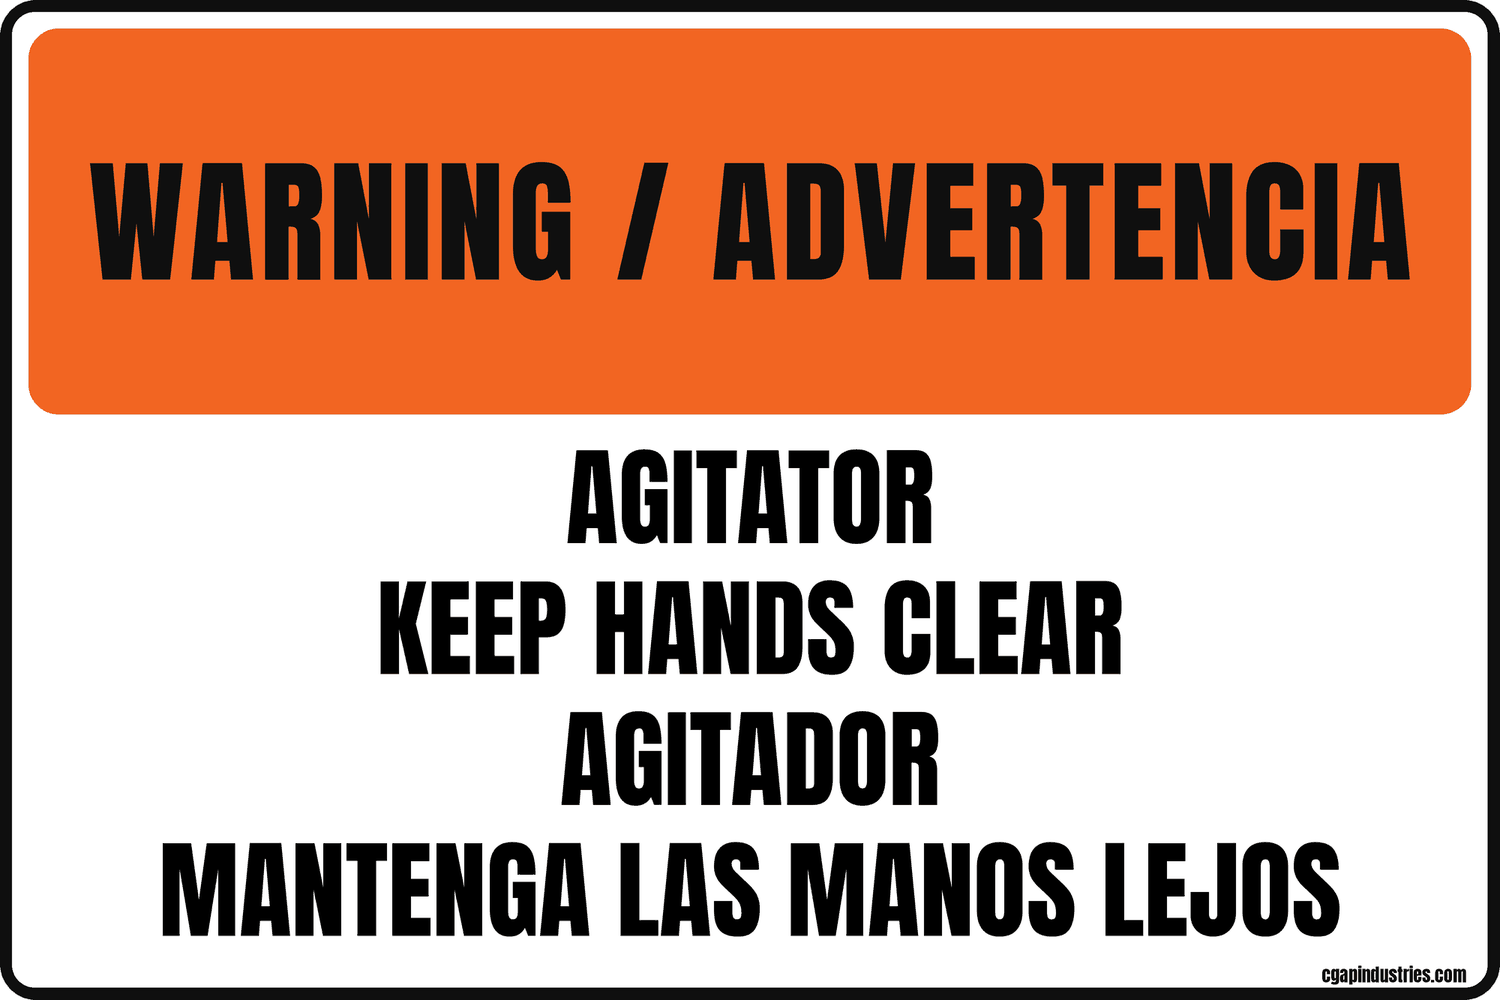 WARNING / ADVERTENCIA
AGITATOR
KEEP HANDS CLEAR
AGITADOR
MANTENGA LAS MANOS LEJOS
cgapindustries.com